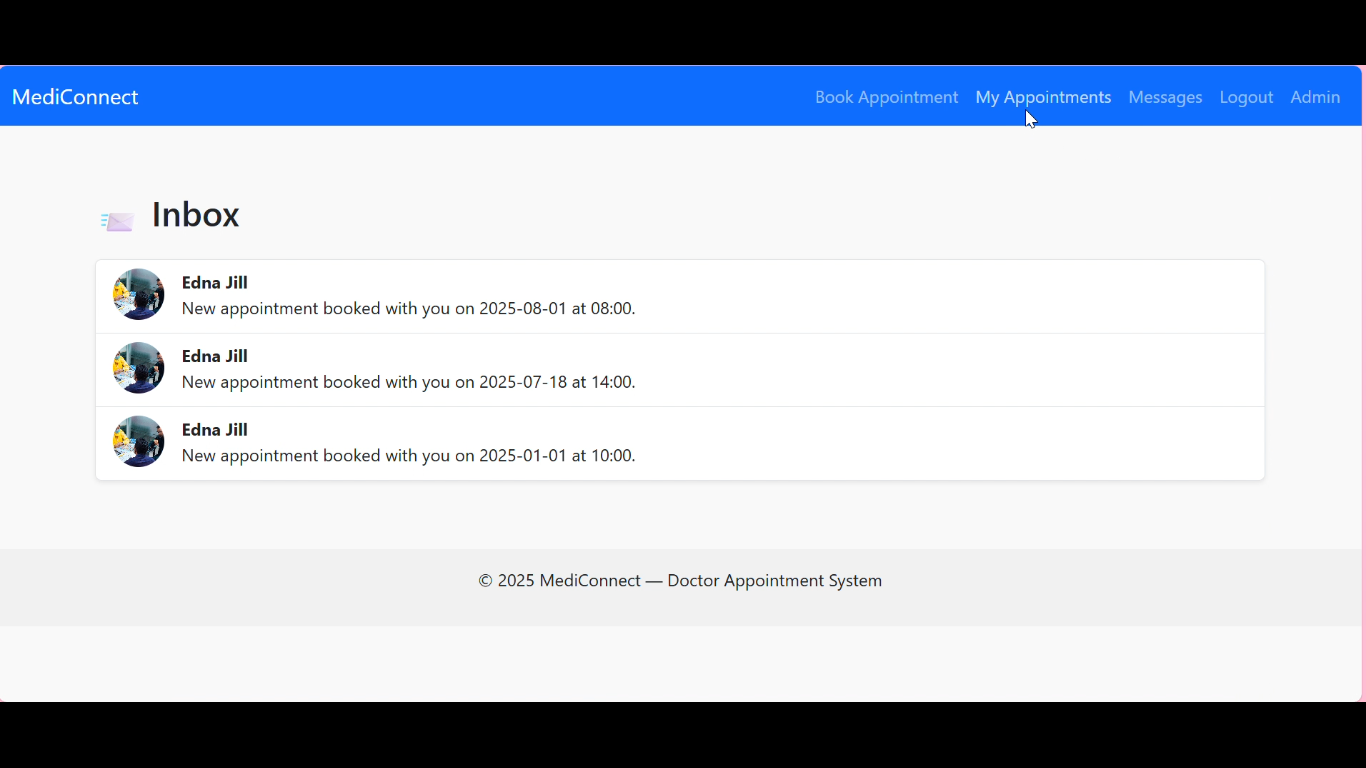 MediConnect
Book Appointment My Appointments Messages Logout Admin
Inbox
Edna Jill
New appointment booked with you on 2025-08-01 at 08:00.
Edna Jill
New appointment booked with you on 2025-07-18 at 14:00.
Edna Jill
New appointment booked with you on 2025-01-01 at 10:00.
© 2025 MediConnect — Doctor Appointment System